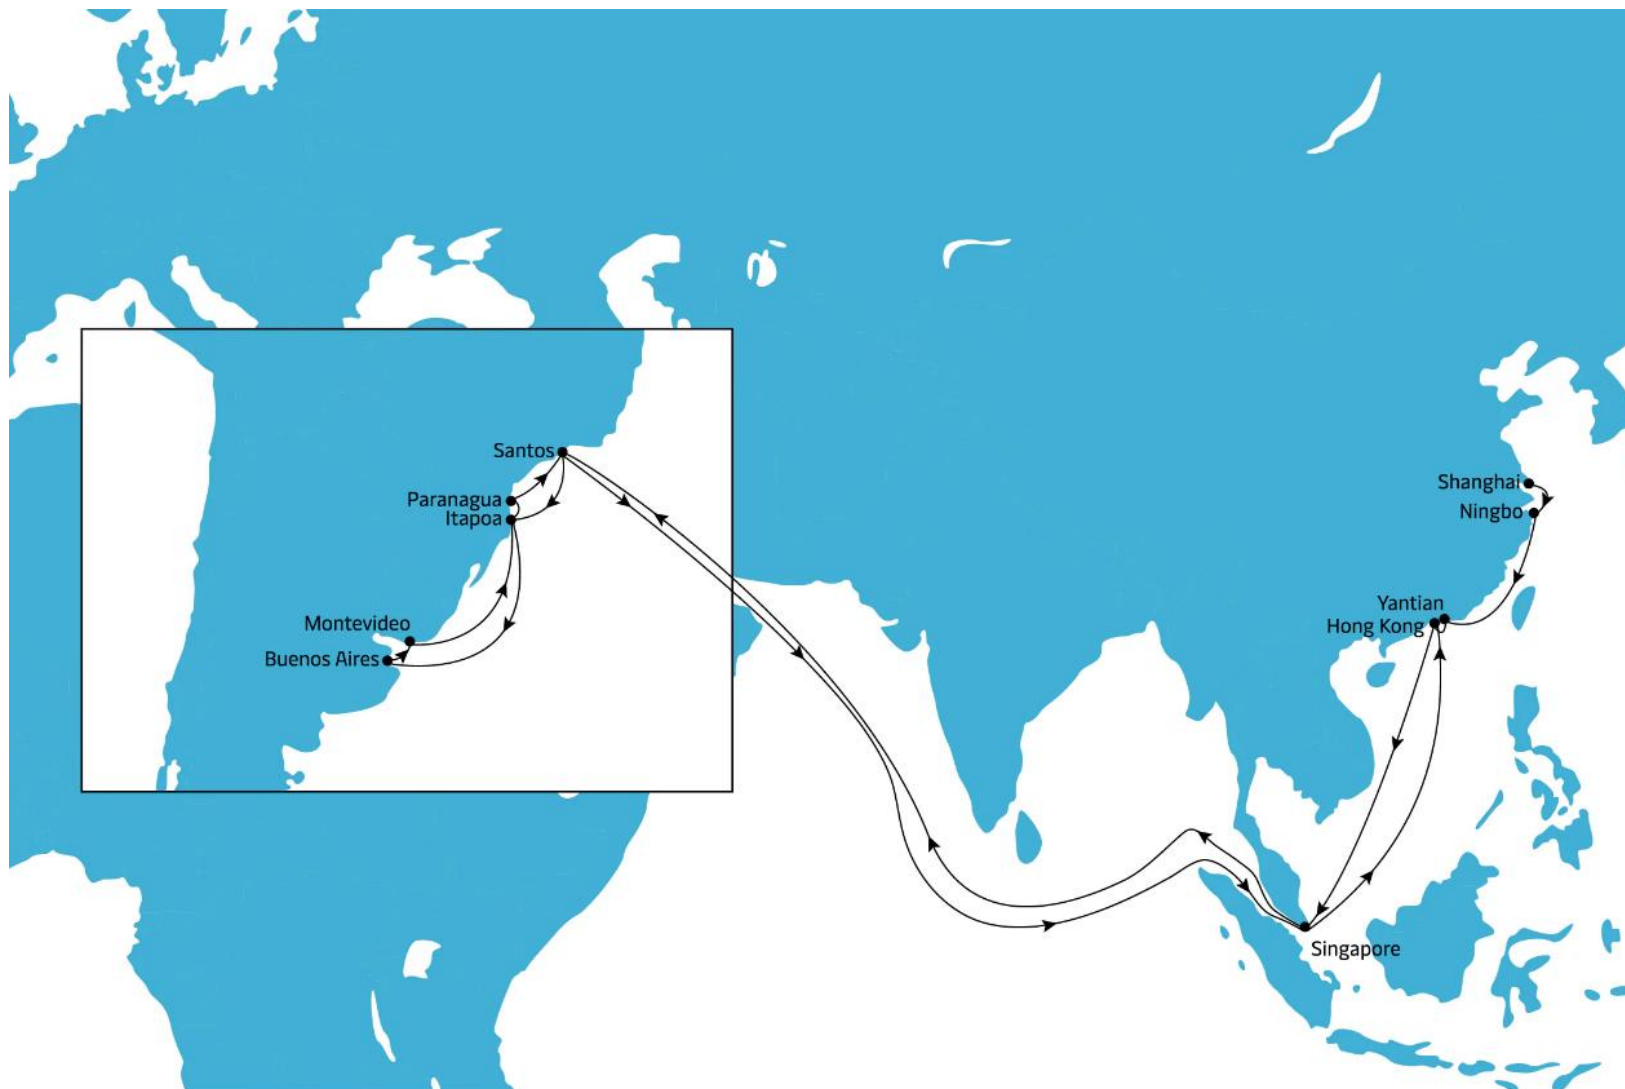 Santos
Paranagua
Itapoa
Montevideo
Buenos Aires
Shanghai
Ningbo
Yantian
Hong Kong
Singapore